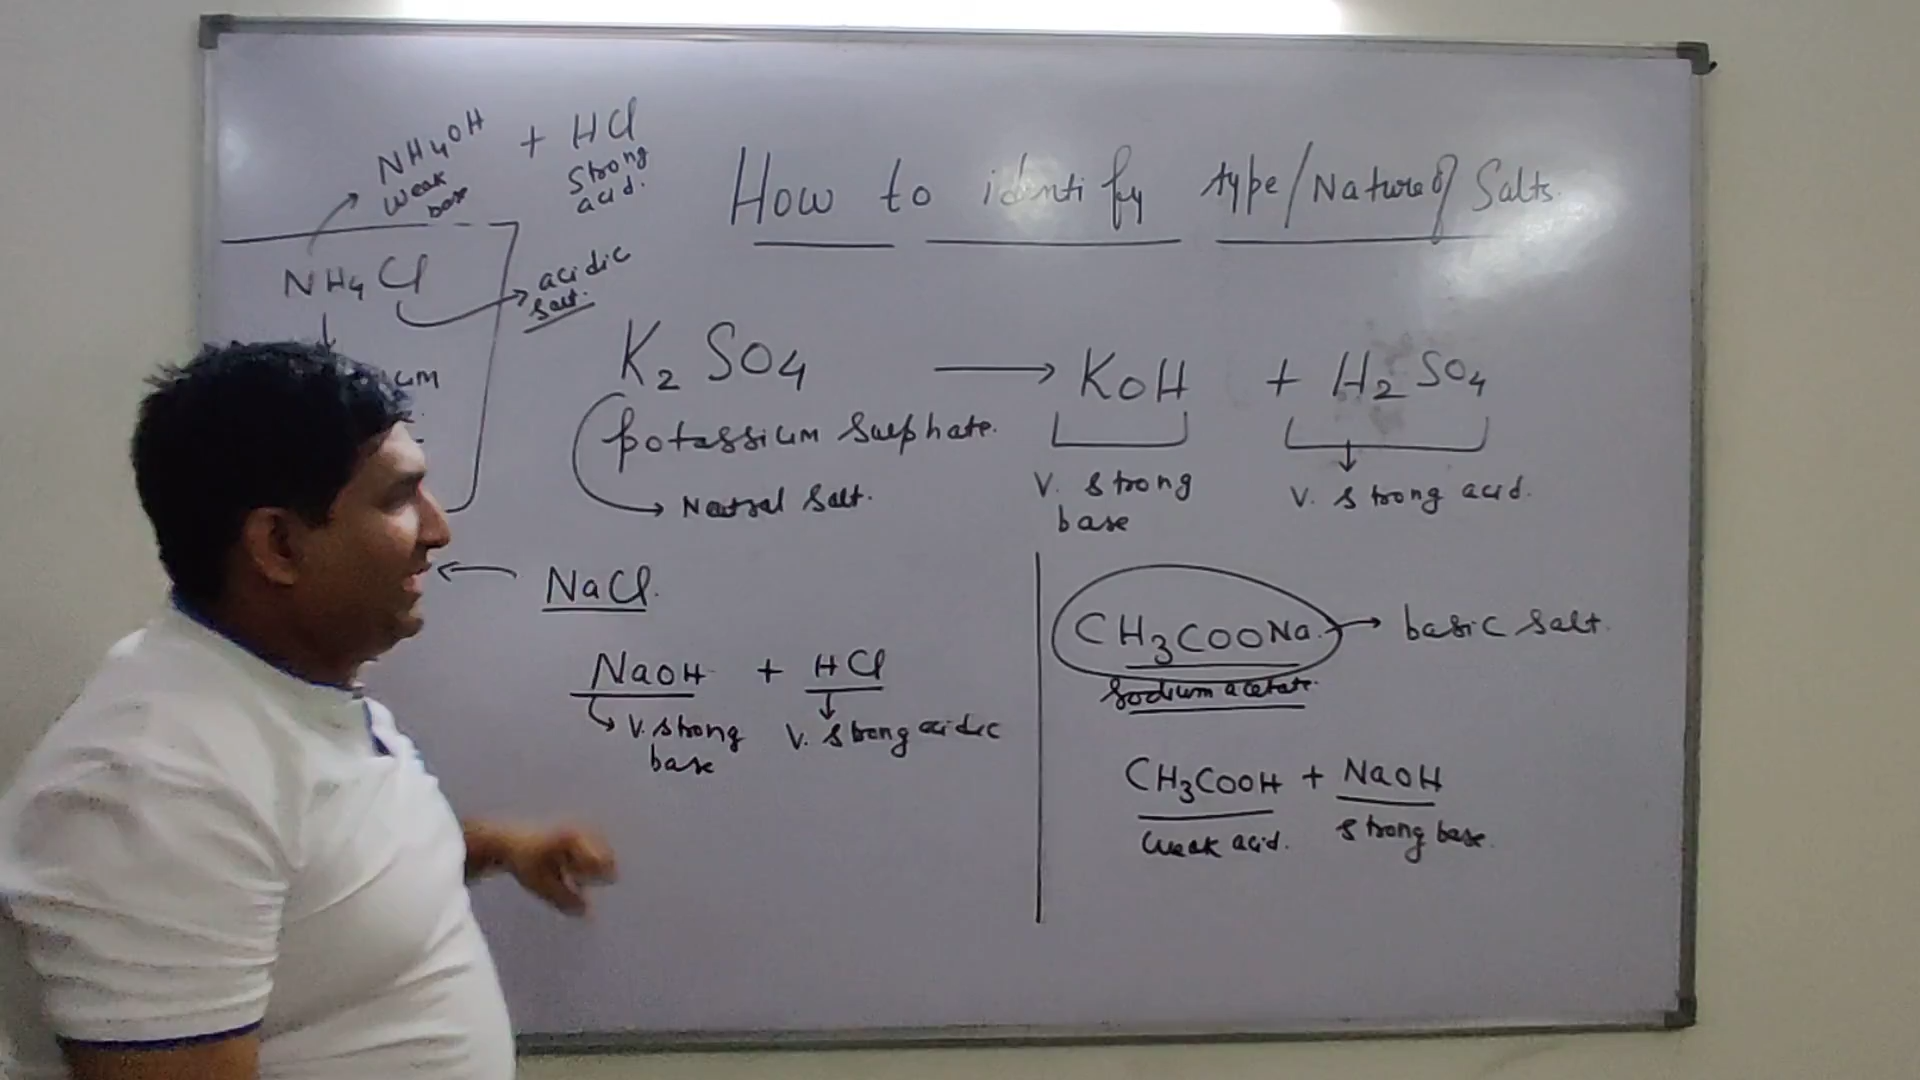 How to identify type/Nature of Salts.
NH4OH + HCl
Weak base
Strong acid.
NH4Cl
acidic Salt.
K2SO4 → KOH + H2SO4
potassium Sulphate.
Neutral Salt.
V. strong base
V. strong acid.
NaCl.
NaOH + HCl
V. strong base
V. strong acidic
CH3COONa. → basic salt.
Sodium acetate.
CH3COOH + NaOH
Weak acid.
strong base.